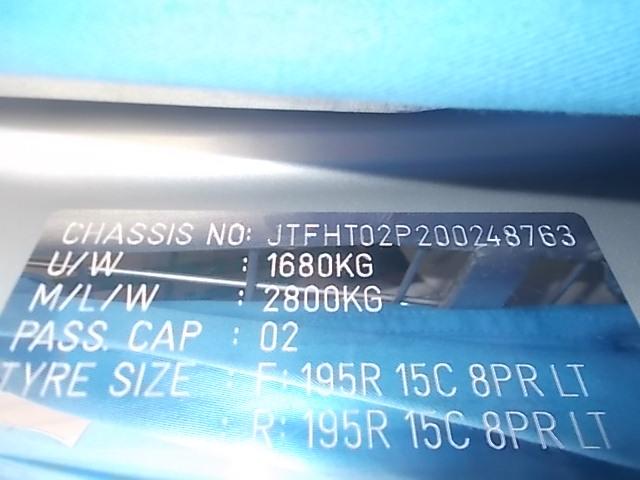 CHASSIS NO: JTFHT02P200248763
U/W : 1680KG
M/L/W : 2800KG
PASS. CAP : 02
TYRE SIZE : F: 195R 15C 8PR LT
: R: 195R 15C 8PR LT